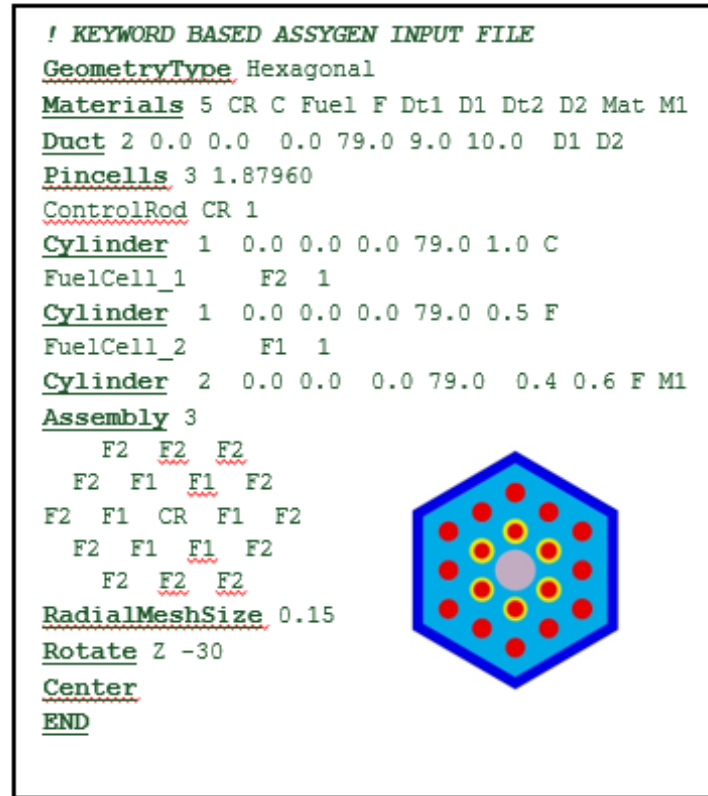 ! KEYWORD BASED ASSYGEN INPUT FILE
GeometryType Hexagonal
Materials 5 CR C Fuel F Dt1 D1 Dt2 D2 Mat M1
Duct 2 0.0 0.0 0.0 79.0 9.0 10.0 D1 D2
Pincells 3 1.87960
ControlRod CR 1
Cylinder 1 0.0 0.0 0.0 79.0 1.0 C
FuelCell_1 F2 1
Cylinder 1 0.0 0.0 0.0 79.0 0.5 F
FuelCell_2 F1 1
Cylinder 2 0.0 0.0 0.0 79.0 0.4 0.6 F M1
Assembly 3
F2 F2 F2
F2 F1 F1 F2
F2 F1 CR F1 F2
F2 F1 F1 F2
F2 F2 F2
RadialMeshSize 0.15
Rotate Z -30
Center
END